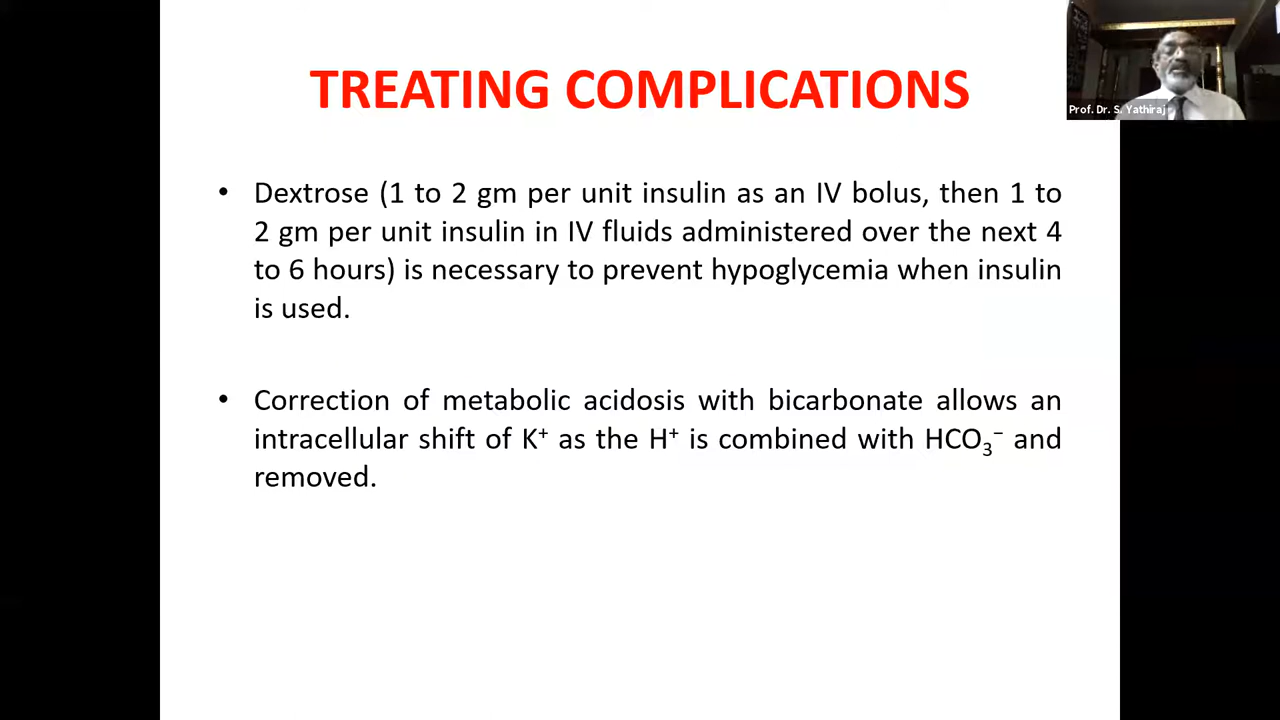 TREATING COMPLICATIONS
Prof. Dr. S. Yathiraj
• Dextrose (1 to 2 gm per unit insulin as an IV bolus, then 1 to
2 gm per unit insulin in IV fluids administered over the next 4
to 6 hours) is necessary to prevent hypoglycemia when insulin
is used.
• Correction of metabolic acidosis with bicarbonate allows an
intracellular shift of K⁺ as the H⁺ is combined with HCO₃⁻ and
removed.